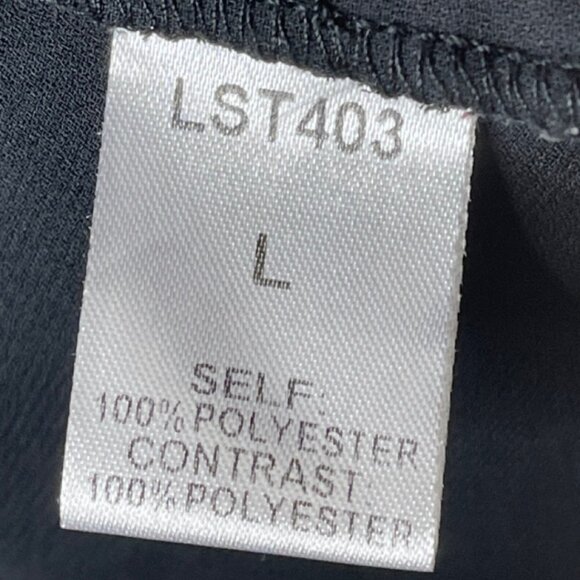 LST403
L
SELF:
100% POLYESTER
CONTRAST:
100% POLYESTER